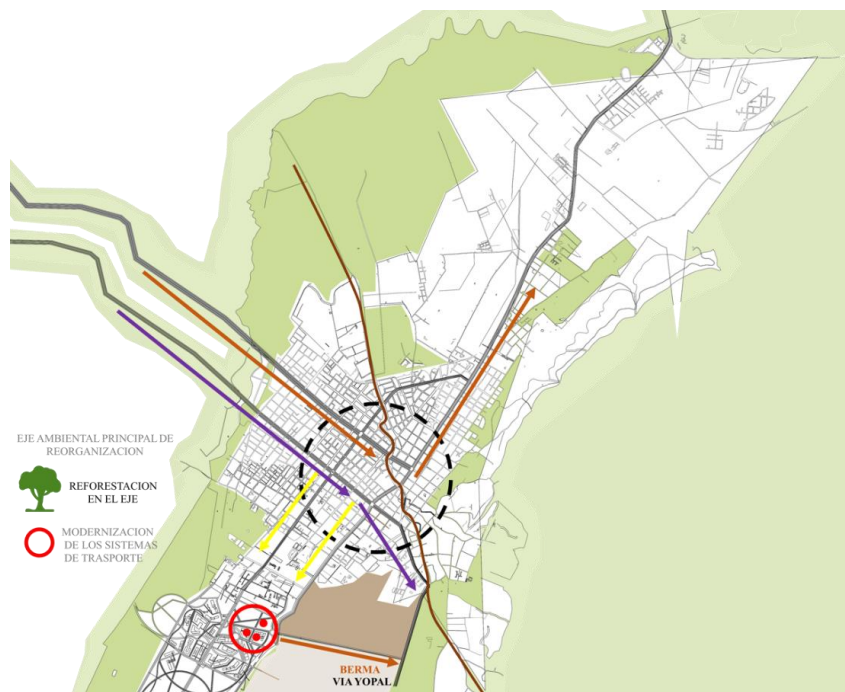 EJE AMBIENTAL PRINCIPAL DE
REORGANIZACION
REFORESTACION
EN EL EJE
MODERNIZACION
DE LOS SISTEMAS
DE TRASPORTE
BERMA
VIA YOPAL